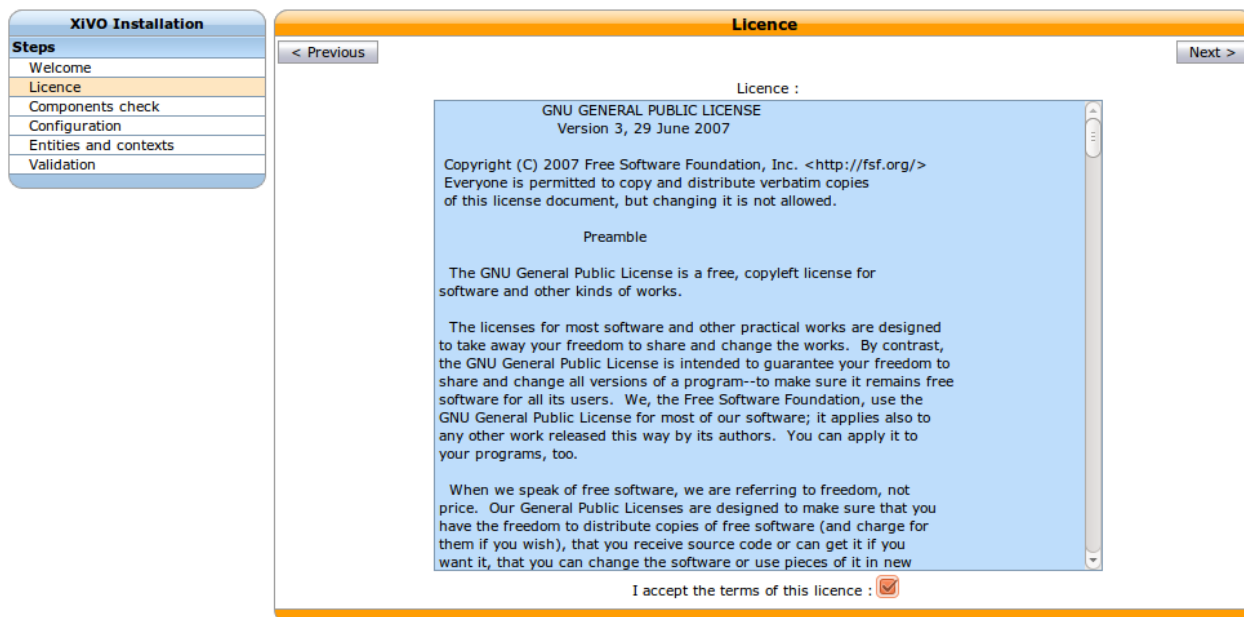 XiVO Installation
Steps
Welcome
Licence
Components check
Configuration
Entities and contexts
Validation
Licence
< Previous
Next >
Licence :
GNU GENERAL PUBLIC LICENSE
Version 3, 29 June 2007
Copyright (C) 2007 Free Software Foundation, Inc. <http://fsf.org/>
Everyone is permitted to copy and distribute verbatim copies
of this license document, but changing it is not allowed.
Preamble
The GNU General Public License is a free, copyleft license for
software and other kinds of works.
The licenses for most software and other practical works are designed
to take away your freedom to share and change the works.  By contrast,
the GNU General Public License is intended to guarantee your freedom to
share and change all versions of a program--to make sure it remains free
software for all its users.  We, the Free Software Foundation, use the
GNU General Public License for most of our software; it applies also to
any other work released this way by its authors.  You can apply it to
your programs, too.
When we speak of free software, we are referring to freedom, not
price.  Our General Public Licenses are designed to make sure that you
have the freedom to distribute copies of free software (and charge for
them if you wish), that you receive source code or can get it if you
want it, that you can change the software or use pieces of it in new
I accept the terms of this licence :